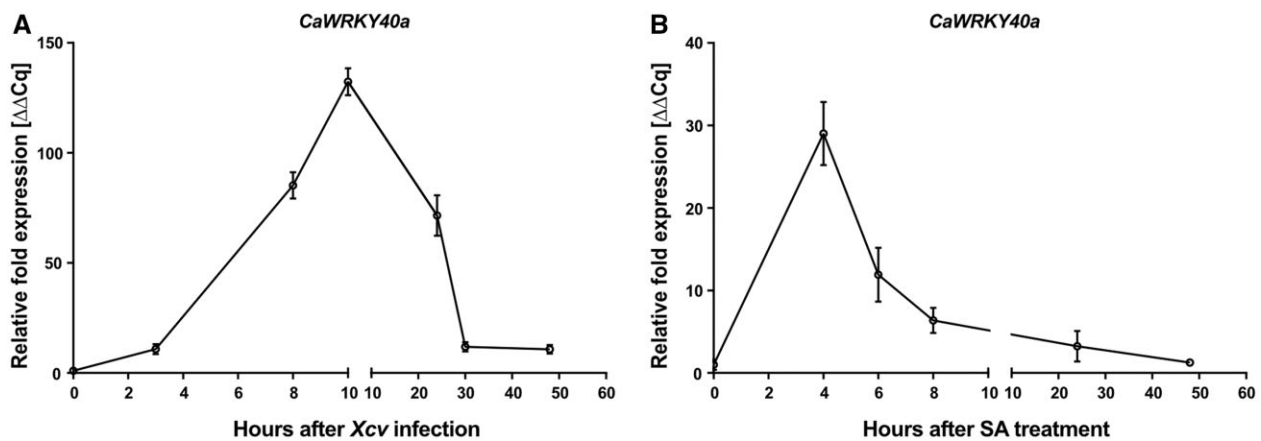 A
CaWRKY40a
Relative fold expression [ΔΔCq]
150
100
50
0
0 2 4 6 8 10 10 20 30 40 50 60
Hours after Xcv infection
B
CaWRKY40a
Relative fold expression [ΔΔCq]
40
30
20
10
0
0 2 4 6 8 10 10 20 30 40 50 60
Hours after SA treatment